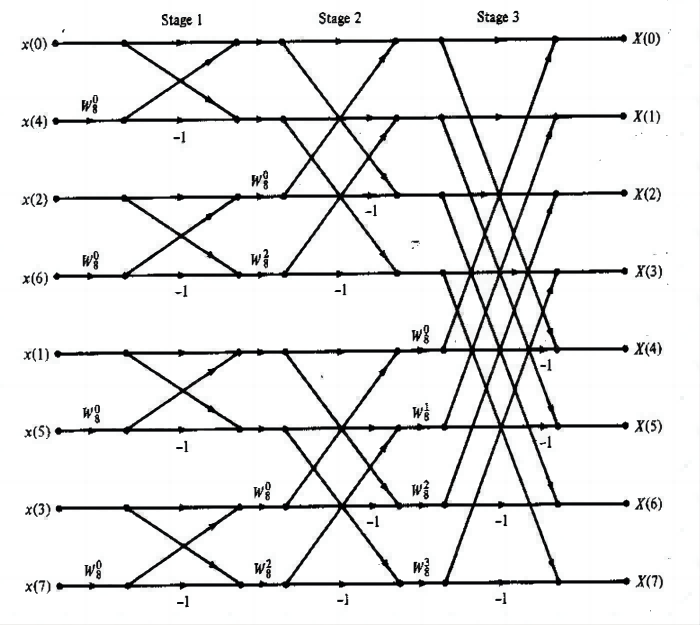 Stage 1 Stage 2 Stage 3
x(0) X(0)
W₈⁰
x(4) -1 X(1)
W₈⁰
x(2) -1 X(2)
W₈⁰ W₈²
x(6) -1 -1 X(3)
W₈⁰
x(1) -1 X(4)
W₈⁰ W₈¹
x(5) -1 -1 X(5)
W₈⁰ W₈²
x(3) -1 -1 X(6)
W₈⁰ W₈² W₈³
x(7) -1 -1 -1 X(7)